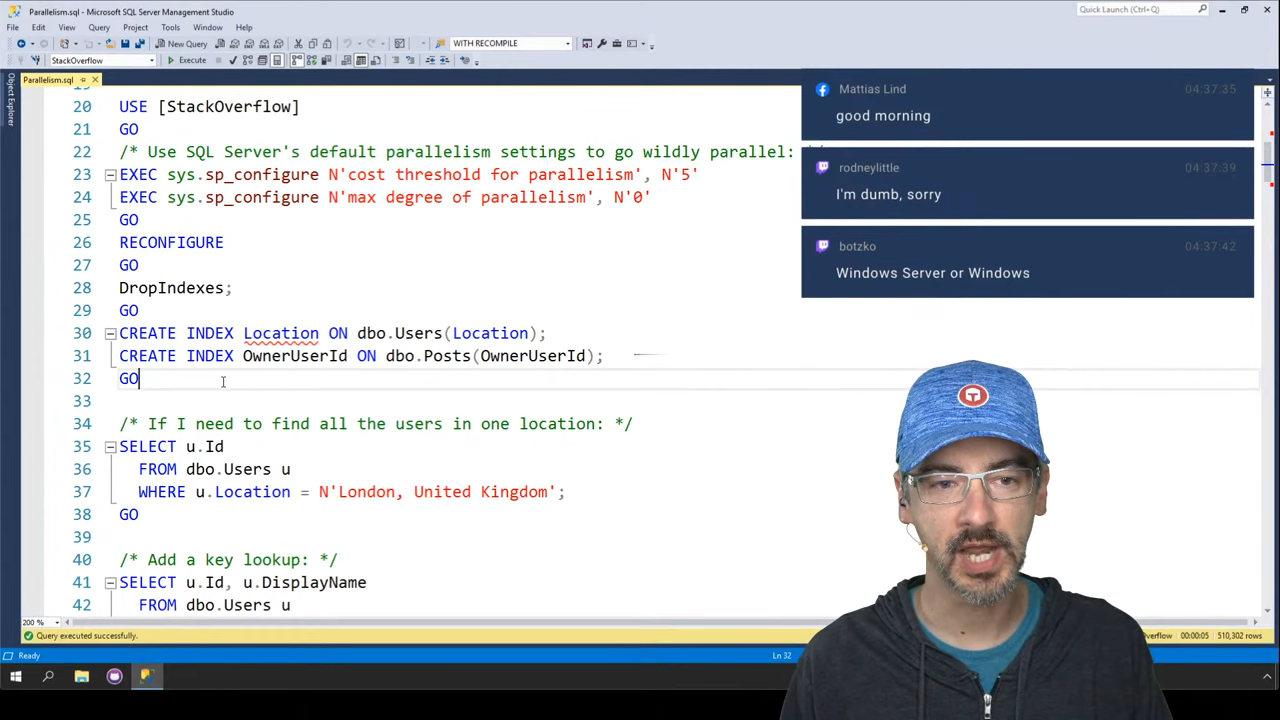 Parallelism.sql - Microsoft SQL Server Management Studio
Quick Launch (Ctrl+Q)
File Edit View Query Project Tools Window Help
New Query
WITH RECOMPILE
StackOverflow
Execute
Parallelism.sql
Object Explorer
20 USE [StackOverflow]
21 GO
22 /* Use SQL Server's default parallelism settings to go wildly parallel:
23 EXEC sys.sp_configure N'cost threshold for parallelism', N'5'
24 EXEC sys.sp_configure N'max degree of parallelism', N'0'
25 GO
26 RECONFIGURE
27 GO
28 DropIndexes;
29 GO
30 CREATE INDEX Location ON dbo.Users(Location);
31 CREATE INDEX OwnerUserId ON dbo.Posts(OwnerUserId);
32 GO
33
34 /* If I need to find all the users in one location: */
35 SELECT u.Id
36 FROM dbo.Users u
37 WHERE u.Location = N'London, United Kingdom';
38 GO
39
40 /* Add a key lookup: */
41 SELECT u.Id, u.DisplayName
42 FROM dbo.Users u
Mattias Lind 04:37:35
good morning
rodneylittle 04:37:39
I'm dumb, sorry
botzko 04:37:42
Windows Server or Windows
200 %
Query executed successfully.
00:00:05 510,302 rows
Ready
Ln 32